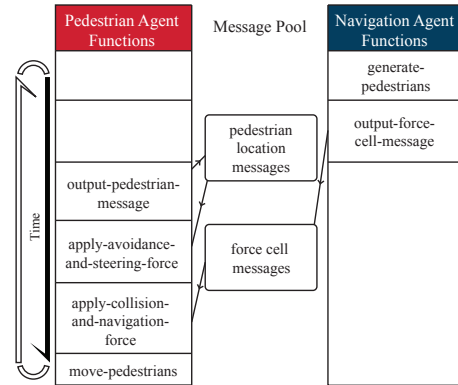 Pedestrian Agent
Functions
Message Pool
Navigation Agent
Functions
generate-
pedestrians
output-force-
cell-message
pedestrian
location
messages
output-pedestrian-
message
Time
apply-avoidance-
and-steering-force
force cell
messages
apply-collision-
and-navigation-
force
move-pedestrians